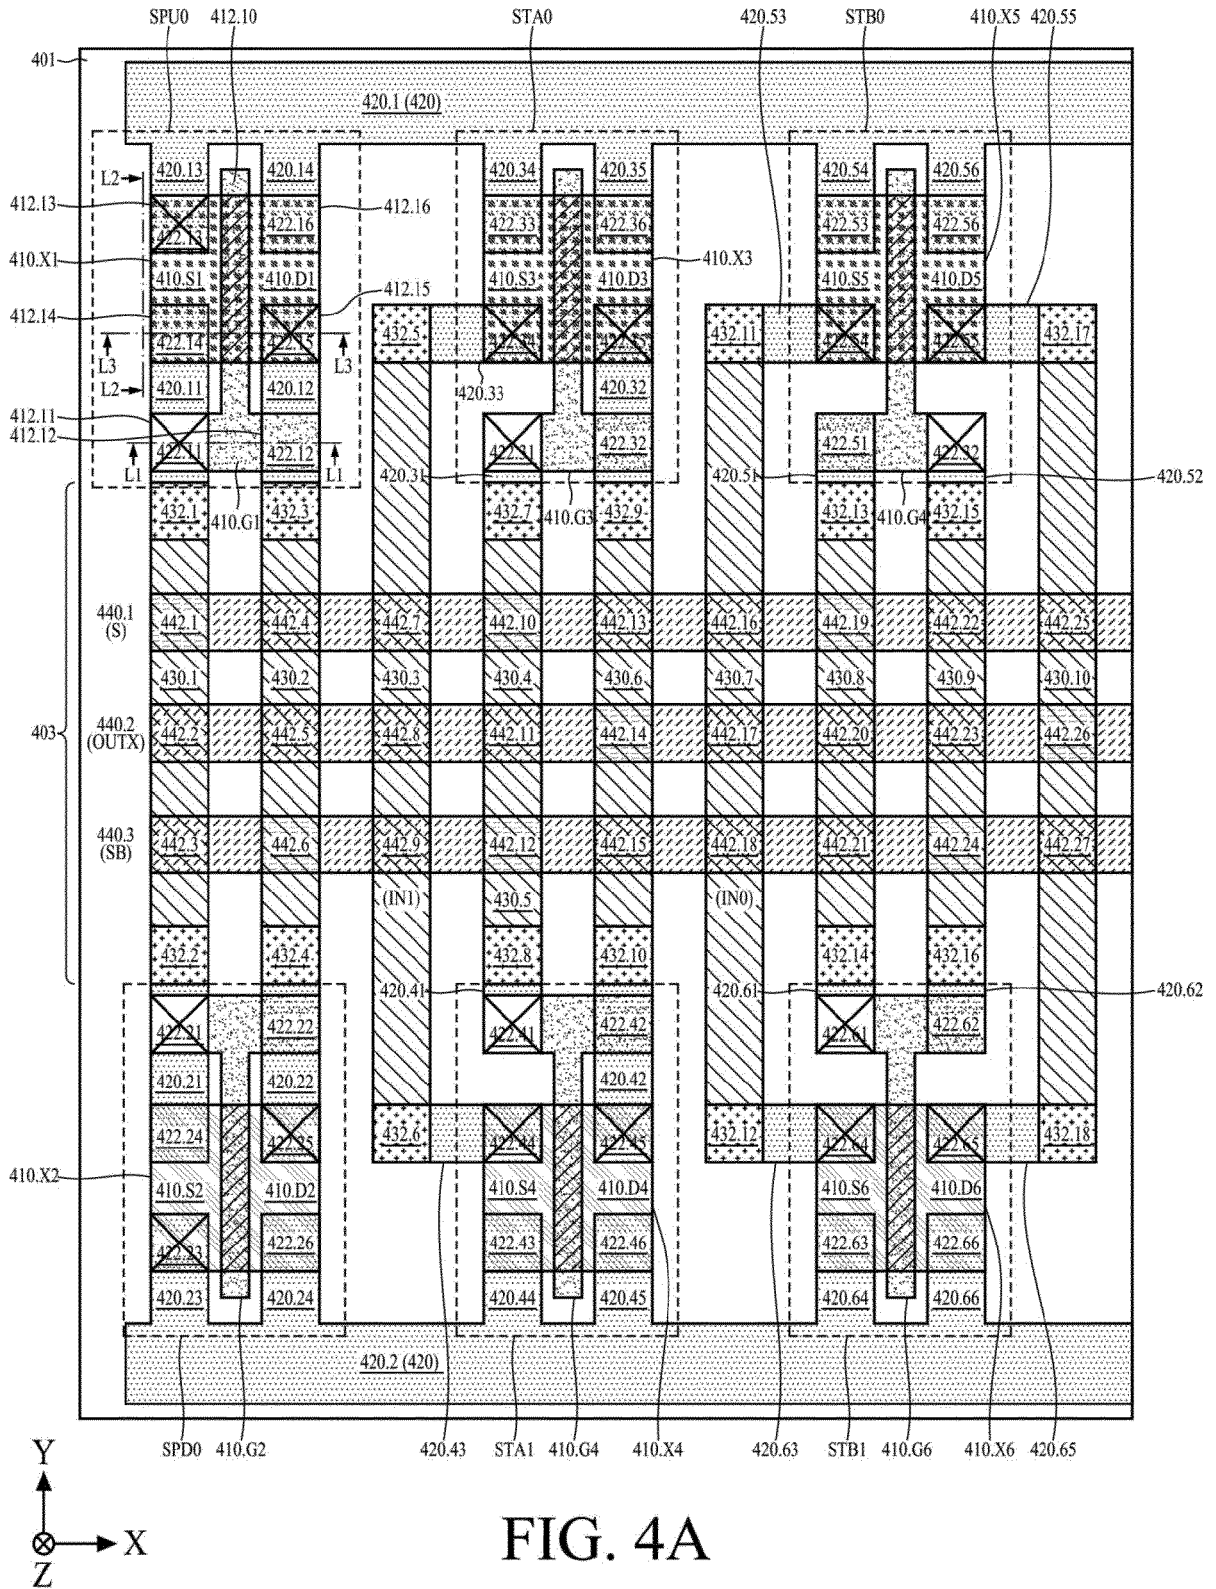 SPU0 412.10 STA0 420.53 STB0 410.X5 420.55
401
420.1 (420)
420.13 420.14 420.34 420.35 420.54 420.56
L2
412.13 412.16
422.13 422.16 422.33 422.36 422.53 422.56
410.X1 410.S1 410.D1 410.S3 410.D3 410.X3 410.S5 410.D5
412.15
412.14
422.14 422.15 432.5 432.11 432.17
L3 L3
L2 420.11 420.12 420.33 420.32
412.11
412.12
422.11 422.12 422.31 422.32 422.51
L1 L1 420.31 420.51 420.52
432.1 432.3 410.G1 432.7 410.G3 432.9 432.13 410.G4 432.15
440.1
(S)
442.1 442.4 442.7 442.10 442.13 442.16 442.19 442.22 442.25
430.1 430.2 430.3 430.4 430.6 430.7 430.8 430.9 430.10
403
440.2
(OUTX)
442.2 442.5 442.8 442.11 442.14 442.17 442.20 442.23 442.26
440.3
(SB)
442.3 442.6 442.9 442.12 442.15 442.18 442.21 442.24 442.27
(IN1) 430.5 (IN0)
432.2 432.4 432.8 432.10 432.14 432.16
420.41 420.61 420.62
422.21 422.22 422.41 422.42 422.61 422.62
420.21 420.22 420.42
422.24 422.25 432.6 422.44 422.45 432.12 422.64 422.65 432.18
410.X2 410.S2 410.D2 410.S4 410.D4 410.S6 410.D6
422.23 422.26 422.43 422.46 422.63 422.66
420.23 420.24 420.44 420.45 420.64 420.66
420.2 (420)
SPD0 410.G2 420.43 STA1 410.G4 410.X4 420.63 STB1 410.G6 410.X6 420.65
Y
X
Z
FIG. 4A